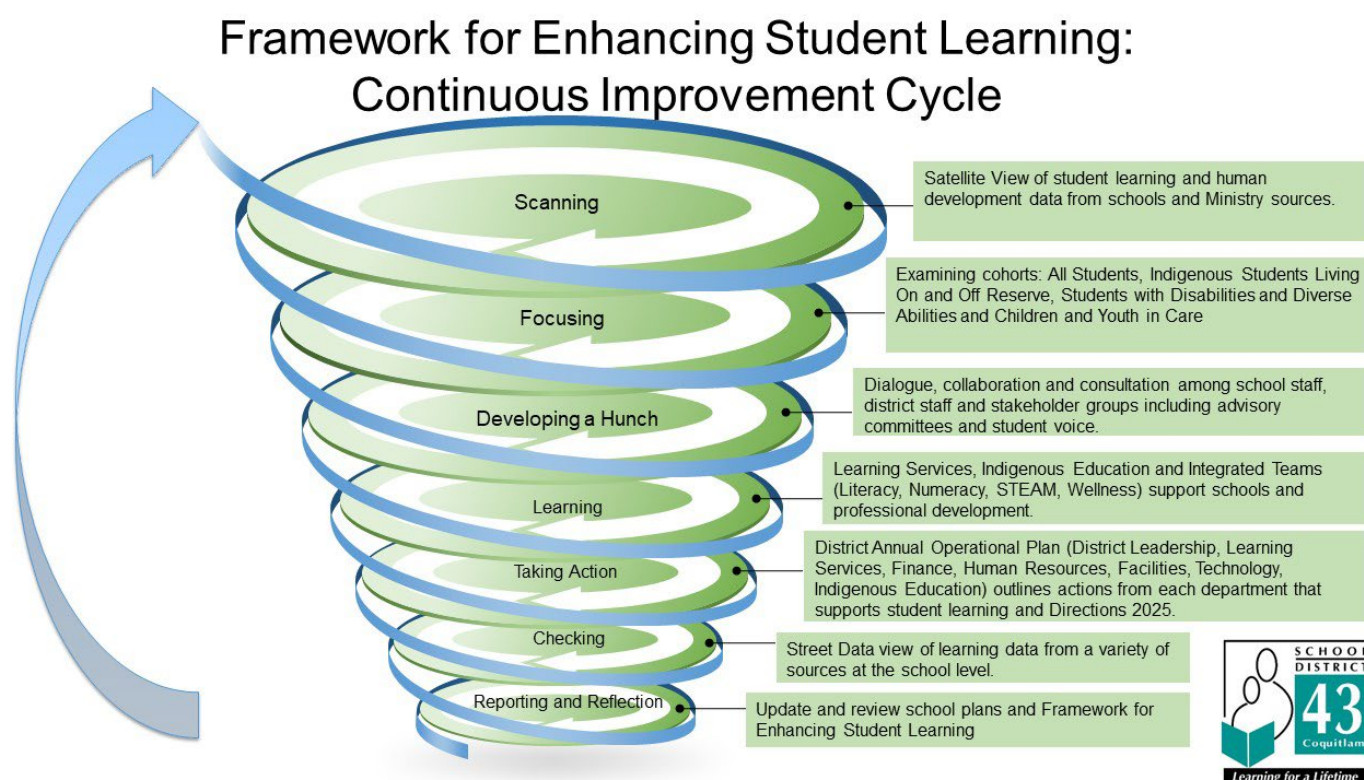 Framework for Enhancing Student Learning:
Continuous Improvement Cycle
Scanning
Satellite View of student learning and human
development data from schools and Ministry sources.
Focusing
Examining cohorts: All Students, Indigenous Students Living
On and Off Reserve, Students with Disabilities and Diverse
Abilities and Children and Youth in Care
Developing a Hunch
Dialogue, collaboration and consultation among school staff,
district staff and stakeholder groups including advisory
committees and student voice.
Learning
Learning Services, Indigenous Education and Integrated Teams
(Literacy, Numeracy, STEAM, Wellness) support schools and
professional development.
Taking Action
District Annual Operational Plan (District Leadership, Learning
Services, Finance, Human Resources, Facilities, Technology,
Indigenous Education) outlines actions from each department that
supports student learning and Directions 2025.
Checking
Street Data view of learning data from a variety of
sources at the school level.
Reporting and Reflection
Update and review school plans and Framework for
Enhancing Student Learning
SCHOOL
DISTRICT
43
Coquitlam
Learning for a Lifetime